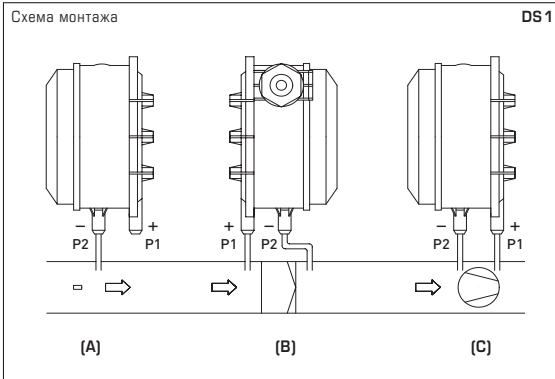 Схема монтажа DS1
− + + − − +
P2 P1 P1 P2 P2 P1
(A) (B) (C)